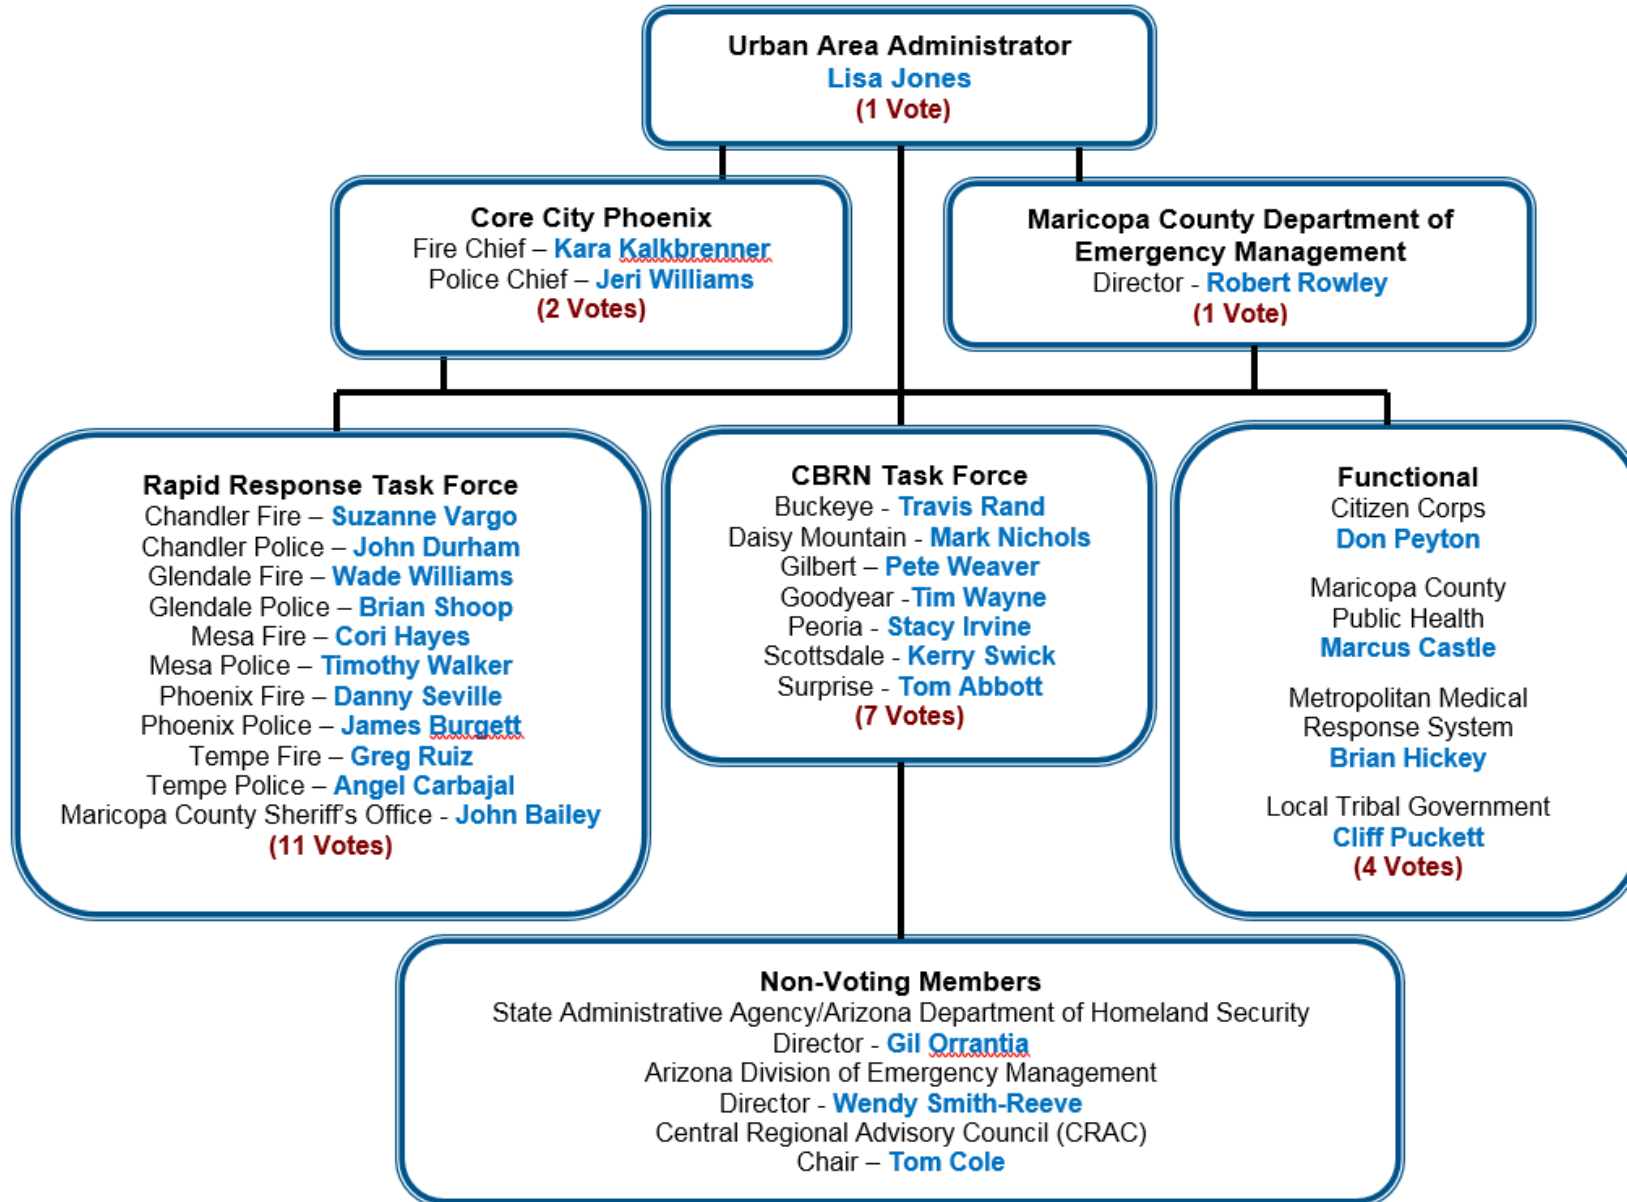 Urban Area Administrator
Lisa Jones
(1 Vote)
Core City Phoenix
Fire Chief – Kara Kalkbrenner
Police Chief – Jeri Williams
(2 Votes)
Maricopa County Department of
Emergency Management
Director - Robert Rowley
(1 Vote)
Rapid Response Task Force
Chandler Fire – Suzanne Vargo
Chandler Police – John Durham
Glendale Fire – Wade Williams
Glendale Police – Brian Shoop
Mesa Fire – Cori Hayes
Mesa Police – Timothy Walker
Phoenix Fire – Danny Seville
Phoenix Police – James Burgett
Tempe Fire – Greg Ruiz
Tempe Police – Angel Carbajal
Maricopa County Sheriff's Office - John Bailey
(11 Votes)
CBRN Task Force
Buckeye - Travis Rand
Daisy Mountain - Mark Nichols
Gilbert – Pete Weaver
Goodyear -Tim Wayne
Peoria - Stacy Irvine
Scottsdale - Kerry Swick
Surprise - Tom Abbott
(7 Votes)
Functional
Citizen Corps
Don Peyton
Maricopa County
Public Health
Marcus Castle
Metropolitan Medical
Response System
Brian Hickey
Local Tribal Government
Cliff Puckett
(4 Votes)
Non-Voting Members
State Administrative Agency/Arizona Department of Homeland Security
Director - Gil Orrantia
Arizona Division of Emergency Management
Director - Wendy Smith-Reeve
Central Regional Advisory Council (CRAC)
Chair – Tom Cole